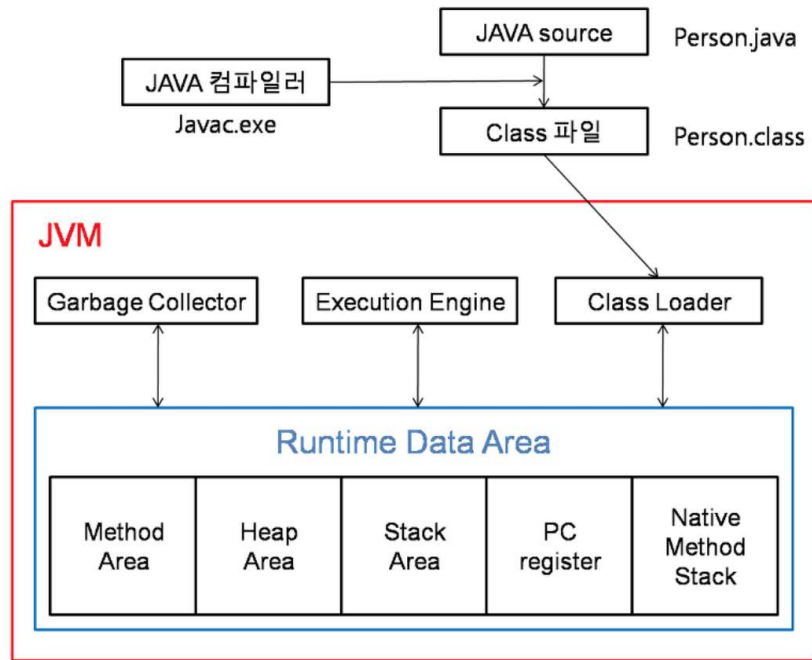 JAVA source
Person.java
JAVA 컴파일러
Javac.exe
Class 파일
Person.class
JVM
Garbage Collector
Execution Engine
Class Loader
Runtime Data Area
Method
Area
Heap
Area
Stack
Area
PC
register
Native
Method
Stack